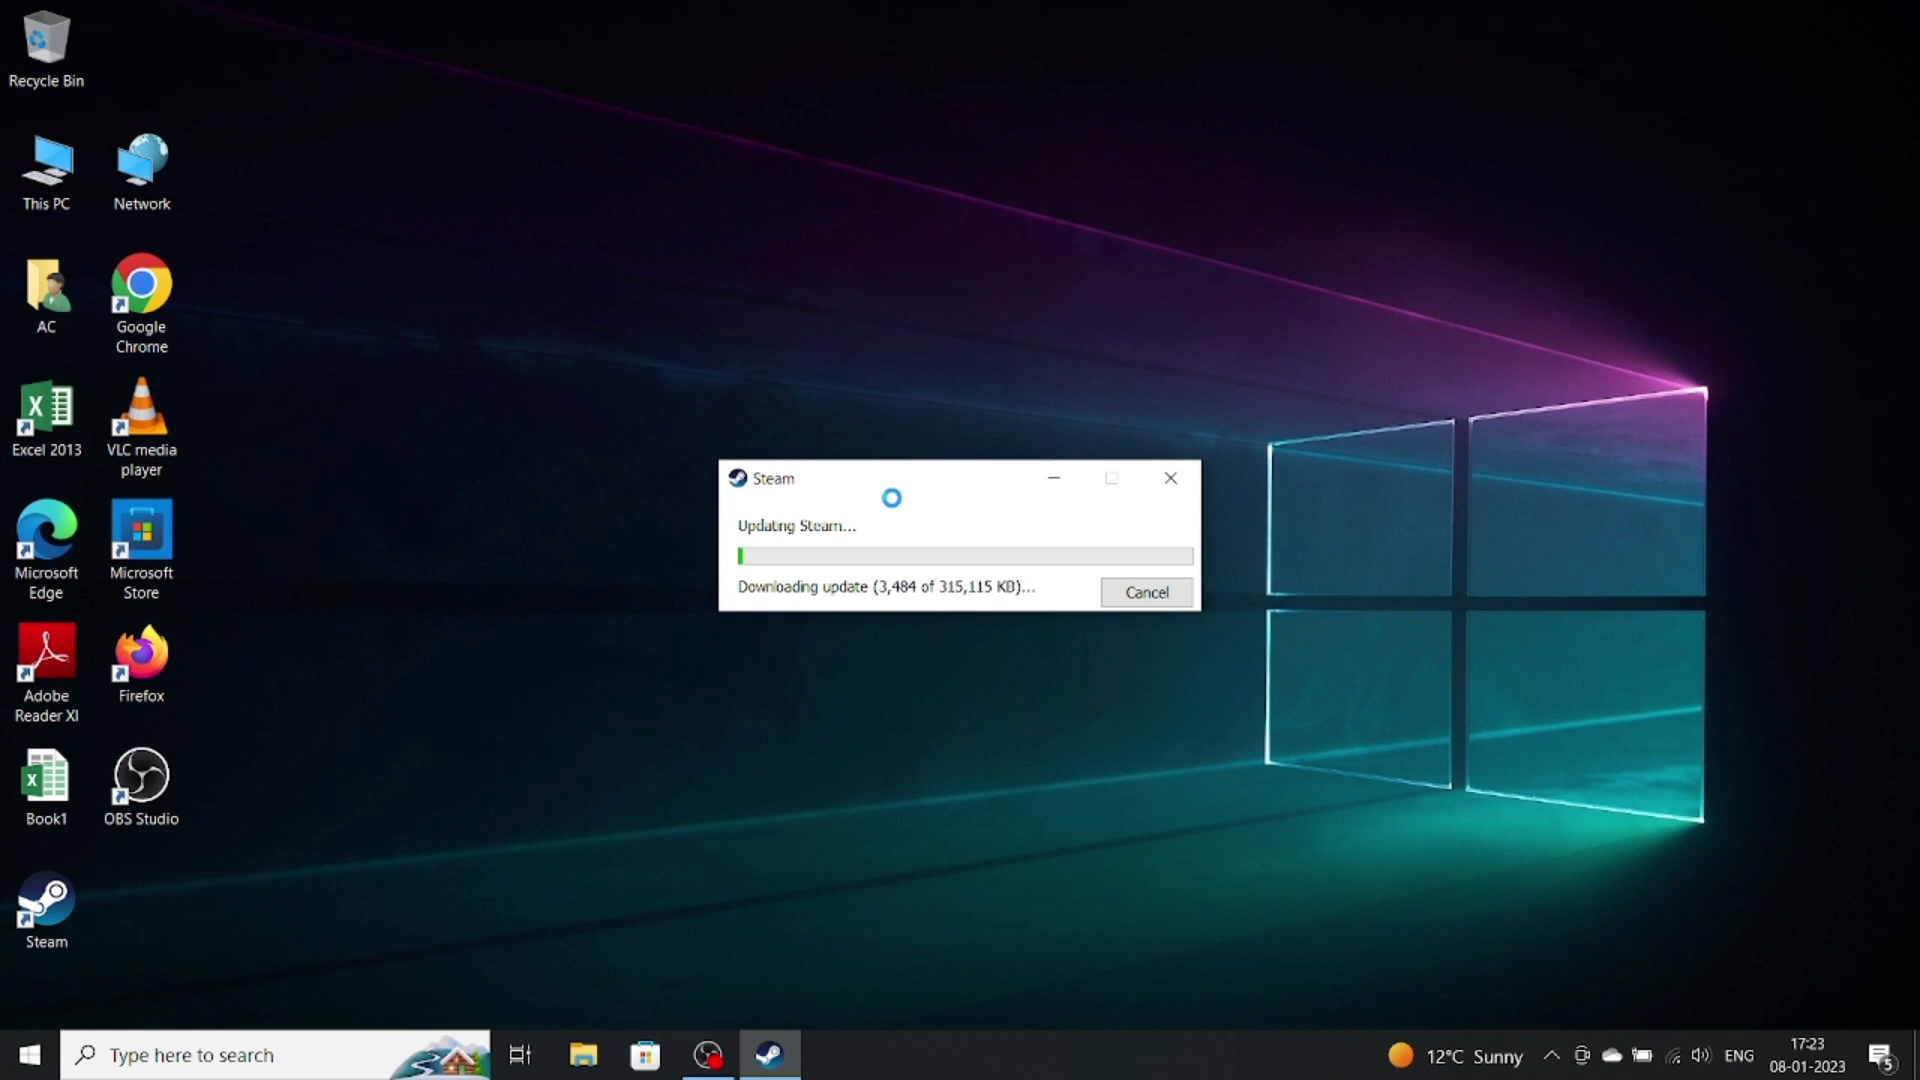 Recycle Bin
This PC
Network
AC
Google
Chrome
Excel 2013
VLC media
player
Microsoft
Edge
Microsoft
Store
Adobe
Reader XI
Firefox
Book1
OBS Studio
Steam
Steam
Updating Steam...
Downloading update (3,484 of 315,115 KB)...
Cancel
Type here to search
12°C Sunny
ENG
17:23
08-01-2023
5